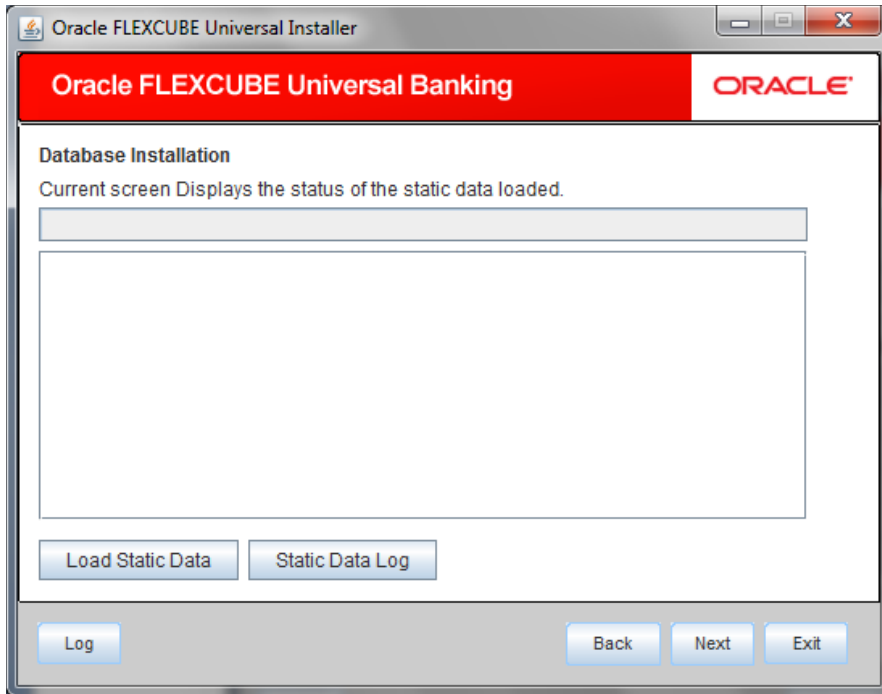 Oracle FLEXCUBE Universal Installer
Oracle FLEXCUBE Universal Banking
ORACLE
Database Installation
Current screen Displays the status of the static data loaded.
Load Static Data
Static Data Log
Log
Back
Next
Exit